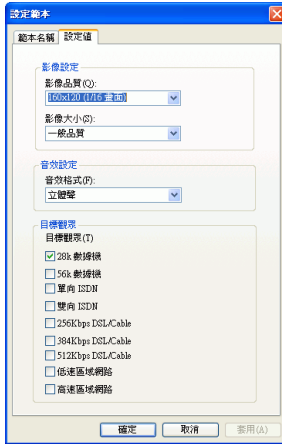 設定範本
範本名稱
設定值
影像設定
影像品質(Q):
160x120 (1/16 畫面)
影像大小(S):
一般品質
音效設定
音效格式(F):
立體聲
目標觀眾
目標觀眾(T)
28k 數據機
56k 數據機
單向 ISDN
雙向 ISDN
256Kbps DSL/Cable
384Kbps DSL/Cable
512Kbps DSL/Cable
低速區域網路
高速區域網路
確定
取消
套用(A)